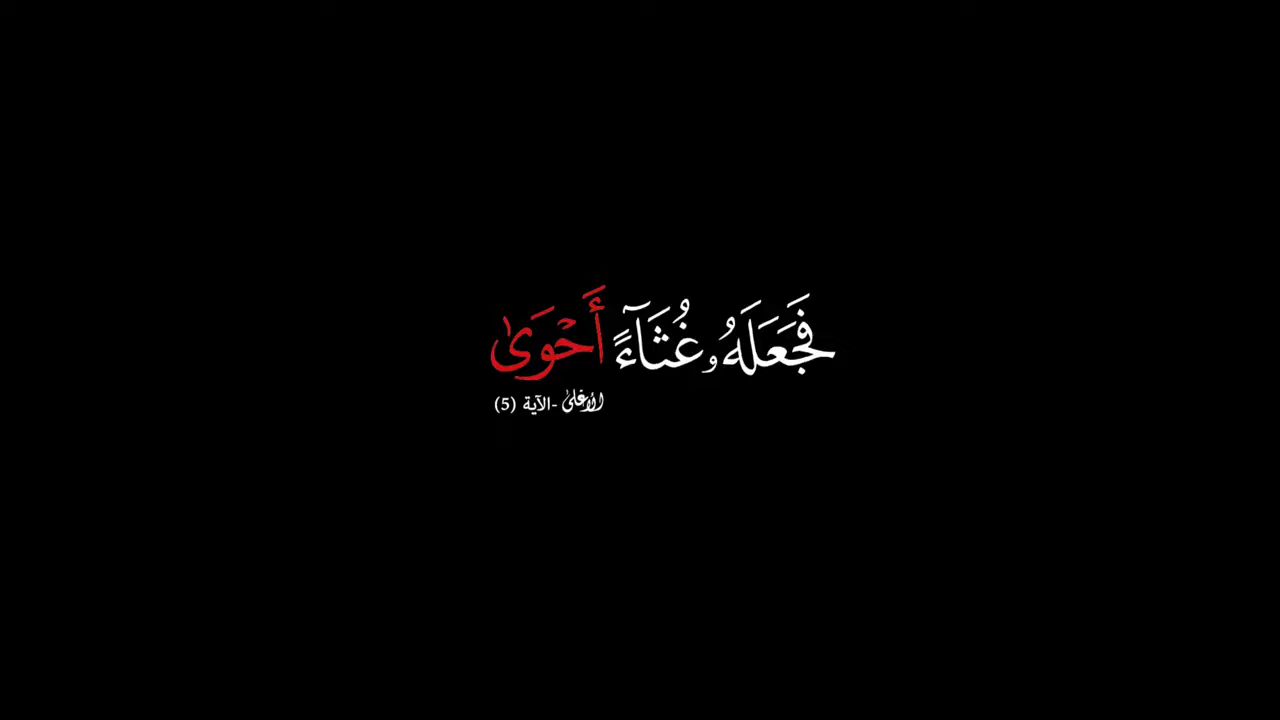 فَجَعَلَهُۥ غُثَآءً أَحْوَىٰ
الأعلى -الآية (5)